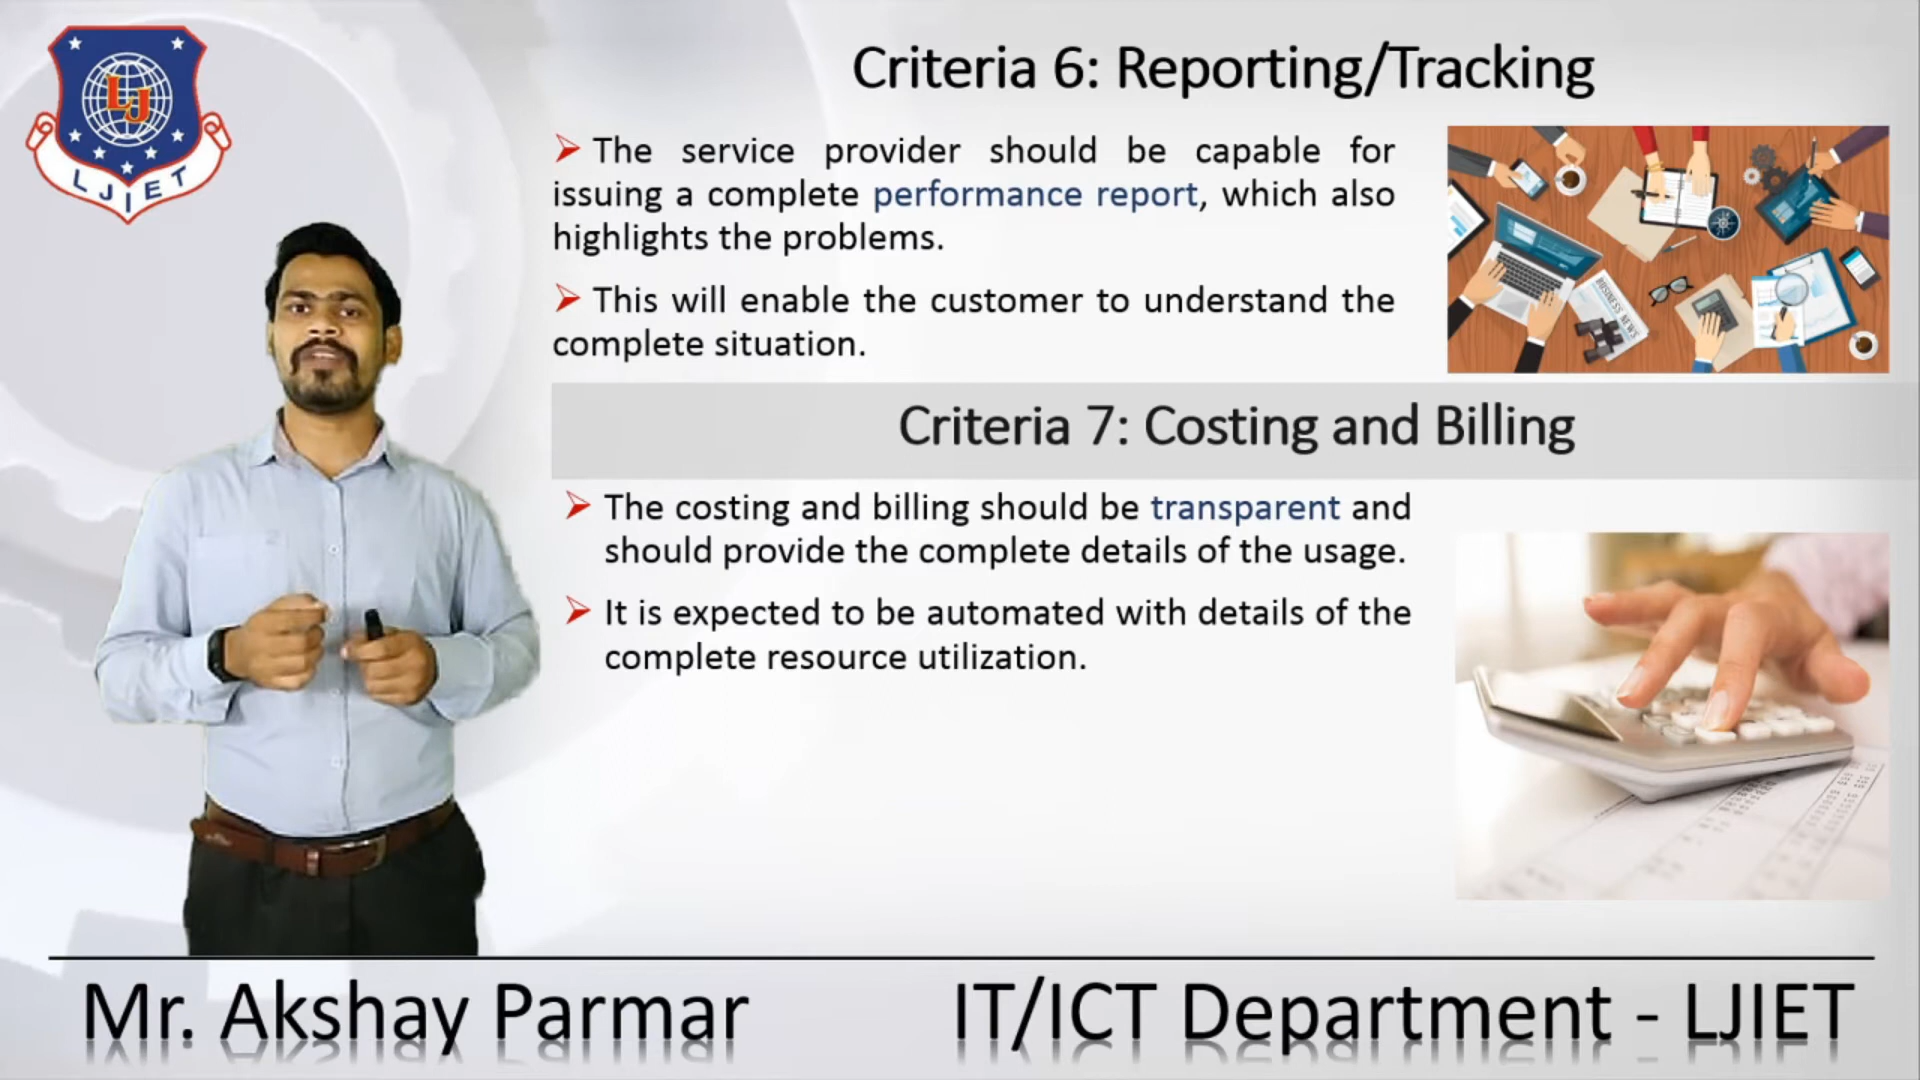 LJ
LJIET
Criteria 6: Reporting/Tracking
➢ The service provider should be capable for
issuing a complete performance report, which also
highlights the problems.
➢ This will enable the customer to understand the
complete situation.
BUSINESS NEWS
Criteria 7: Costing and Billing
➢ The costing and billing should be transparent and
should provide the complete details of the usage.
➢ It is expected to be automated with details of the
complete resource utilization.
Mr. Akshay Parmar
IT/ICT Department - LJIET